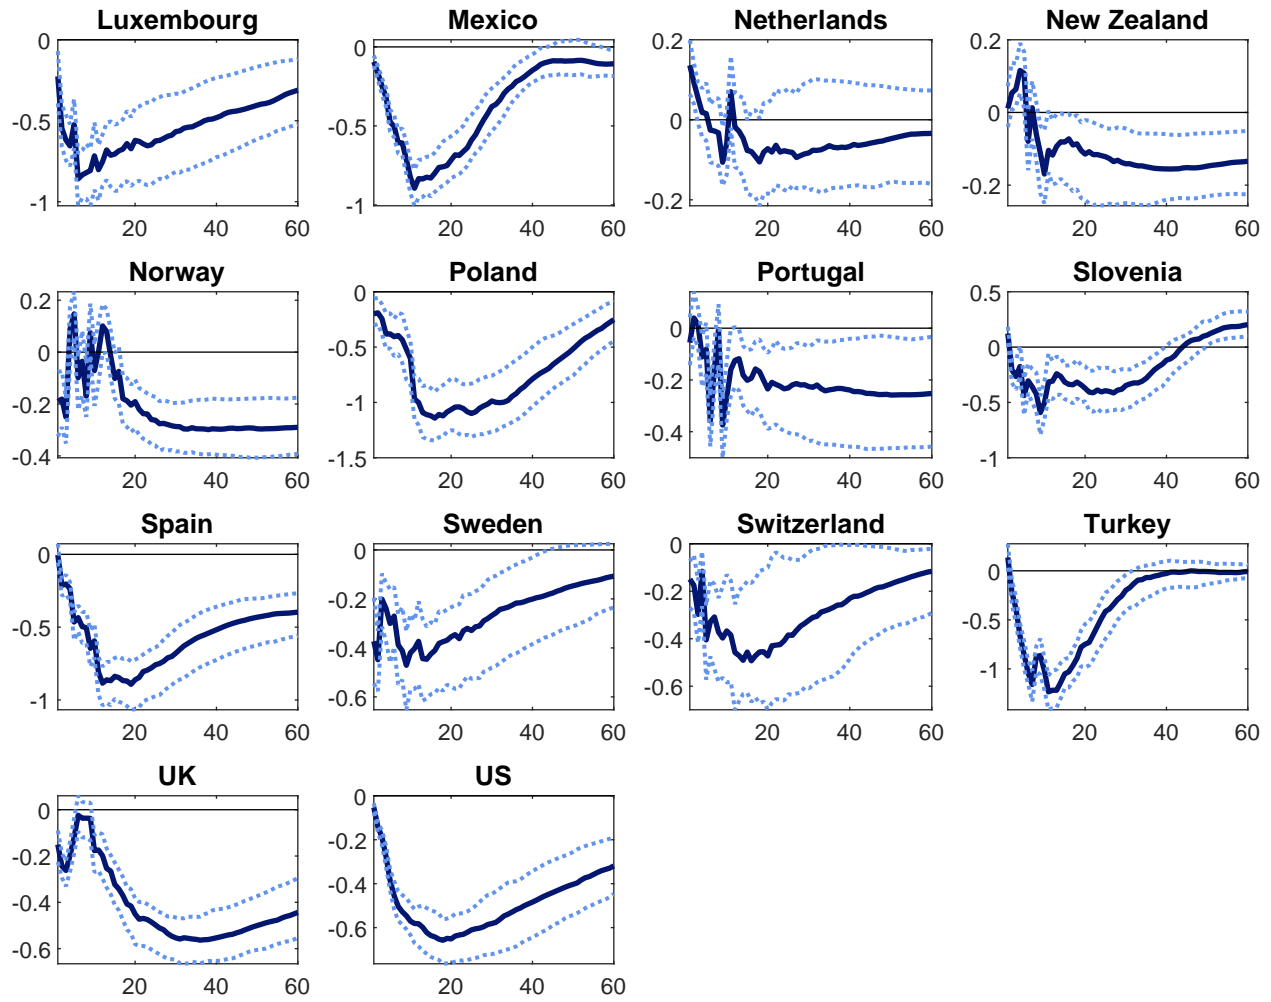 Luxembourg Mexico Netherlands New Zealand
0 -0.5 -1 20 40 60
0 -0.5 -1 20 40 60
0.2 0 -0.2 20 40 60
0.2 0 -0.2 20 40 60
Norway Poland Portugal Slovenia
0.2 0 -0.2 -0.4 20 40 60
0 -0.5 -1 -1.5 20 40 60
0 -0.2 -0.4 20 40 60
0.5 0 -0.5 -1 20 40 60
Spain Sweden Switzerland Turkey
0 -0.5 -1 20 40 60
0 -0.2 -0.4 -0.6 20 40 60
0 -0.2 -0.4 -0.6 20 40 60
0 -0.5 -1 20 40 60
UK US
0 -0.2 -0.4 -0.6 20 40 60
0 -0.2 -0.4 -0.6 20 40 60